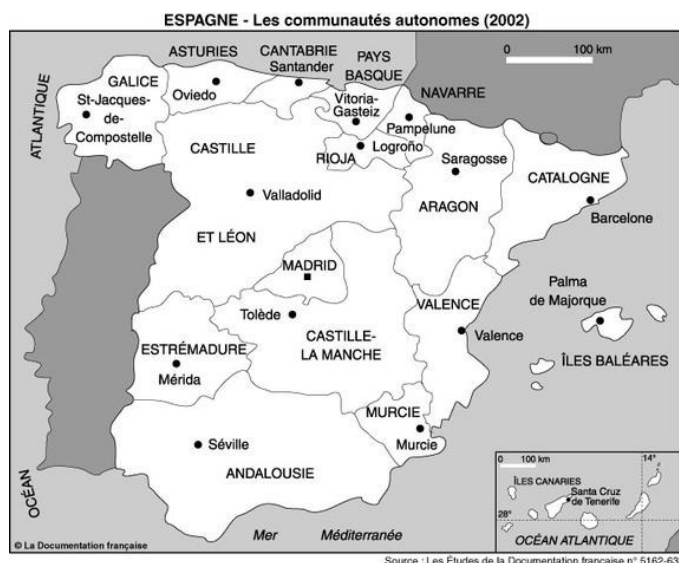 ESPAGNE - Les communautés autonomes (2002)
ASTURIES
CANTABRIE
Santander
PAYS
BASQUE
0 100 km
GALICE
St-Jacques-
de-
Compostelle
Oviedo
Vitoria-
Gasteiz
NAVARRE
Pampelune
ATLANTIQUE
CASTILLE
RIOJA
Logroño
Saragosse
CATALOGNE
Valladolid
ARAGON
Barcelone
ET LÉON
MADRID
Palma
de Majorque
Tolède
VALENCE
Valence
CASTILLE-
LA MANCHE
ESTRÉMADURE
Mérida
ÎLES BALÉARES
MURCIE
Murcie
Séville
ANDALOUSIE
OCÉAN
0 100 km
14°
ÎLES CANARIES
Santa Cruz
de Tenerife
28°
OCÉAN ATLANTIQUE
Mer Méditerranée
© La Documentation française
Source : Les Études de la Documentation française n° 5162-63